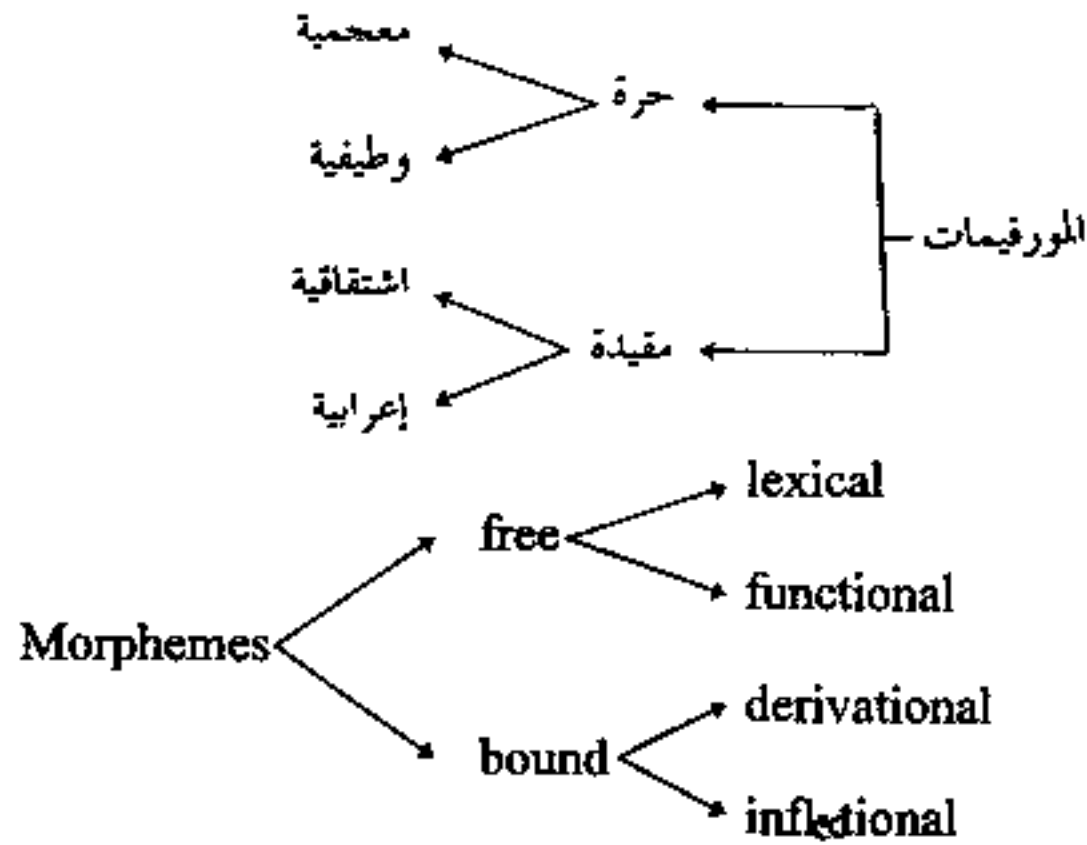 معجمية
حرة
وظيفية
المورفيمات
اشتقاقية
مقيدة
إعرابية
lexical
free
functional
Morphemes
derivational
bound
inflectional